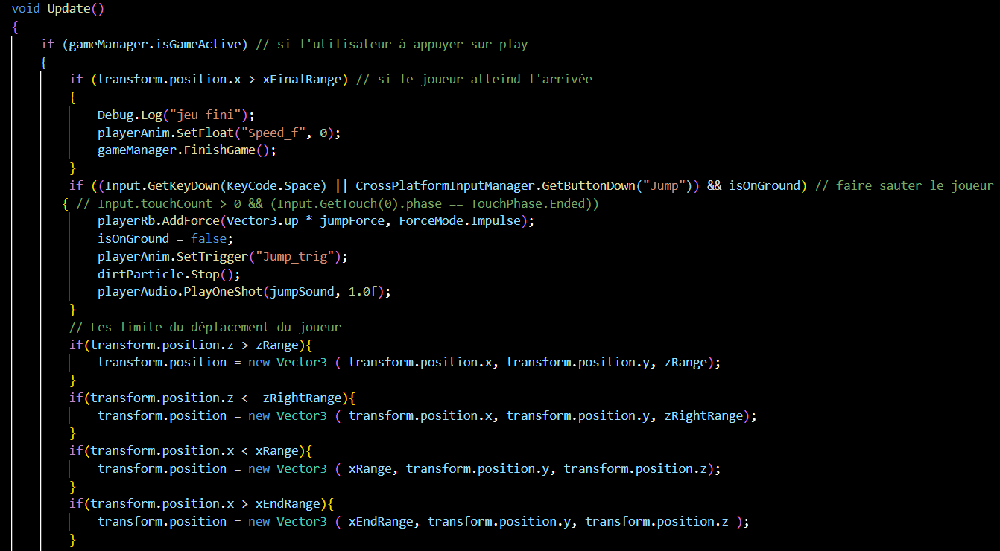 void Update()
{
if (gameManager.isGameActive) // si l'utilisateur à appuyer sur play
{
if (transform.position.x > xFinalRange) // si le joueur atteind l'arrivée
{
Debug.Log("jeu fini");
playerAnim.SetFloat("Speed_f", 0);
gameManager.FinishGame();
}
if ((Input.GetKeyDown(KeyCode.Space) || CrossPlatformInputManager.GetButtonDown("Jump")) && isOnGround) // faire sauter le joueur
{ // Input.touchCount > 0 && (Input.GetTouch(0).phase == TouchPhase.Ended))
playerRb.AddForce(Vector3.up * jumpForce, ForceMode.Impulse);
isOnGround = false;
playerAnim.SetTrigger("Jump_trig");
dirtParticle.Stop();
playerAudio.PlayOneShot(jumpSound, 1.0f);
}
// Les limite du déplacement du joueur
if(transform.position.z > zRange){
transform.position = new Vector3 ( transform.position.x, transform.position.y, zRange);
}
if(transform.position.z <  zRightRange){
transform.position = new Vector3 ( transform.position.x, transform.position.y, zRightRange);
}
if(transform.position.x < xRange){
transform.position = new Vector3 ( xRange, transform.position.y, transform.position.z);
}
if(transform.position.x > xEndRange){
transform.position = new Vector3 ( xEndRange, transform.position.y, transform.position.z );
}